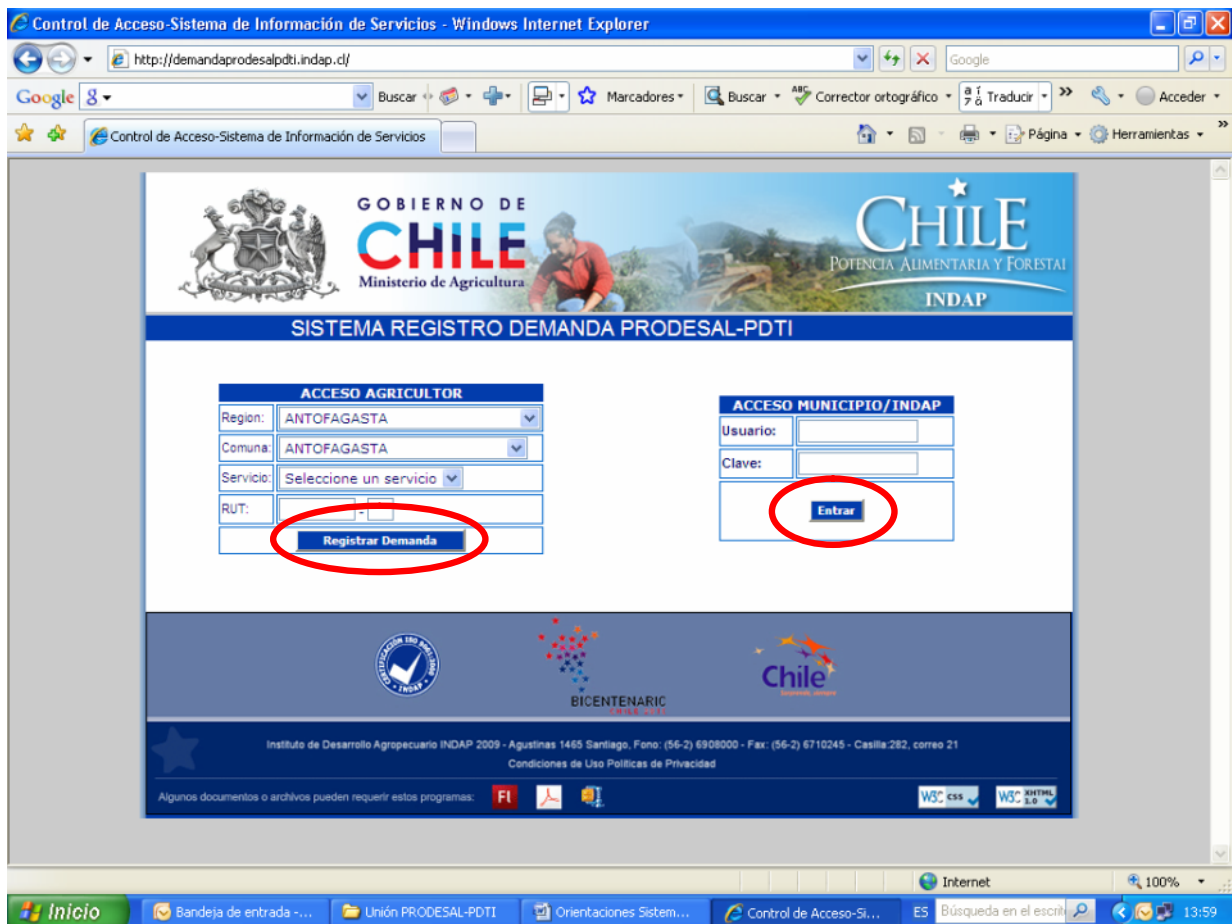 Control de Acceso-Sistema de Información de Servicios - Windows Internet Explorer
http://demandaprodesalpdti.indap.cl/
Google
Google
Buscar
Marcadores
Buscar
Corrector ortográfico
Traducir
Acceder
Control de Acceso-Sistema de Información de Servicios
Página
Herramientas
GOBIERNO DE
CHILE
Ministerio de Agricultura
CHILE
POTENCIA ALIMENTARIA Y FORESTAL
INDAP
SISTEMA REGISTRO DEMANDA PRODESAL-PDTI
ACCESO AGRICULTOR
Region: ANTOFAGASTA
Comuna: ANTOFAGASTA
Servicio: Seleccione un servicio
RUT: -
Registrar Demanda
ACCESO MUNICIPIO/INDAP
Usuario:
Clave:
Entrar
INDAP
BICENTENARIC
Chile
Instituto de Desarrollo Agropecuario INDAP 2009 - Agustinas 1465 Santiago, Fono: (56-2) 6908000 - Fax: (56-2) 6710245 - Casilla:282, correo 21
Condiciones de Uso Políticas de Privacidad
Algunos documentos o archivos pueden requerir estos programas:
W3C css
W3C XHTML 1.0
Internet
100%
Inicio
Bandeja de entrada -...
Unión PRODESAL-PDTI
Orientaciones Sistem...
Control de Acceso-Si...
ES
13:59